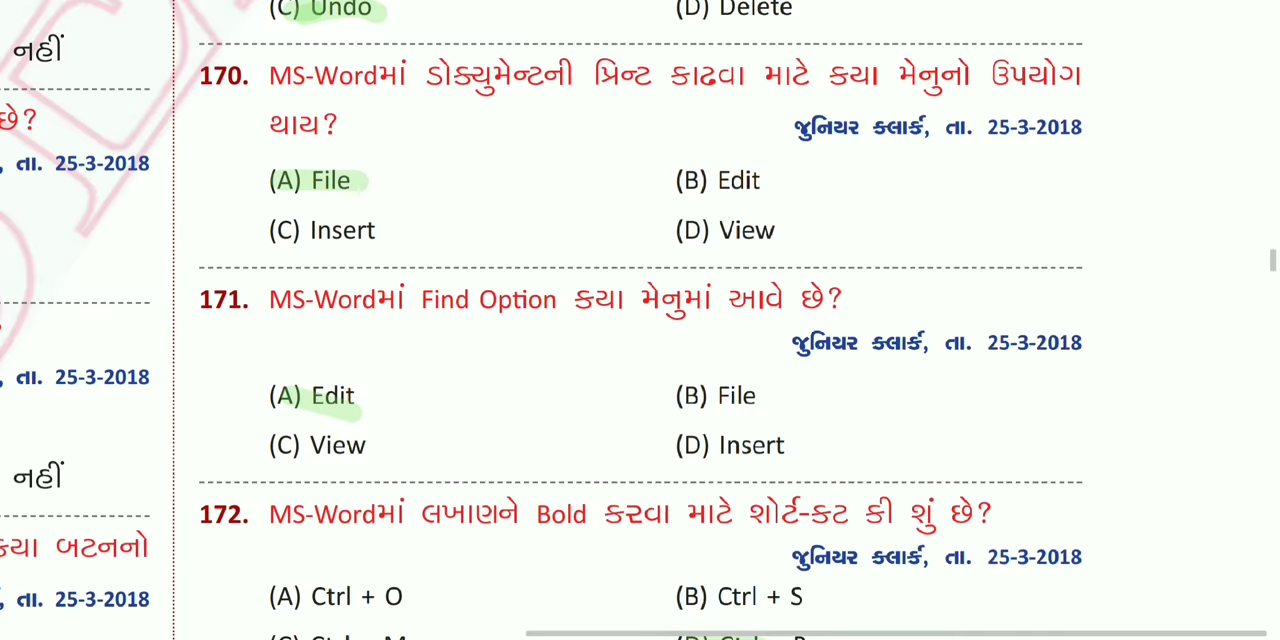 નહીં
છે?
, તા. 25-3-2018
, તા. 25-3-2018
નહીં
ક્યા બટનનો
, તા. 25-3-2018
(C) Undo (D) Delete
170. MS-Wordમાં ડોક્યુમેન્ટની પ્રિન્ટ કાઢવા માટે કયા મેનુનો ઉપયોગ
થાય? જુનિયર ક્લાર્ક, તા. 25-3-2018
(A) File (B) Edit
(C) Insert (D) View
171. MS-Wordમાં Find Option કયા મેનુમાં આવે છે?
જુનિયર ક્લાર્ક, તા. 25-3-2018
(A) Edit (B) File
(C) View (D) Insert
172. MS-Wordમાં લખાણને Bold કરવા માટે શોર્ટ-કટ કી શું છે?
જુનિયર ક્લાર્ક, તા. 25-3-2018
(A) Ctrl + O (B) Ctrl + S